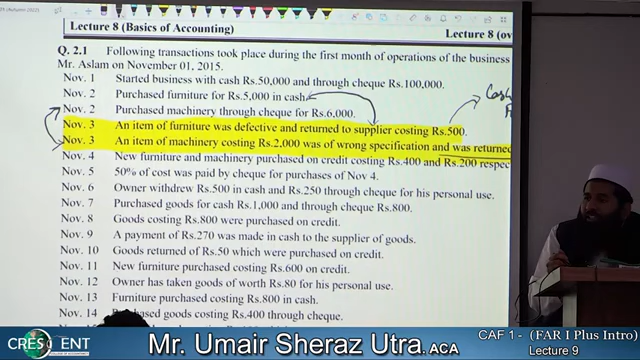 Lecture 8 (Basics of Accounting)
Lecture 8 (ov
Q. 2.1 Following transactions took place during the first month of operations of the business
Mr. Aslam on November 01, 2015.
Nov. 1 Started business with cash Rs.50,000 and through cheque Rs.100,000.
Nov. 2 Purchased furniture for Rs.5,000 in cash
Nov. 2 Purchased machinery through cheque for Rs.6,000.
Nov. 3 An item of furniture was defective and returned to supplier costing Rs.500.
Nov. 3 An item of machinery costing Rs.2,000 was of wrong specification and was returned
Nov. 4 New furniture and machinery purchased on credit costing Rs.400 and Rs.200 respec
Nov. 5 50% of cost was paid by cheque for purchases of Nov 4.
Nov. 6 Owner withdrew Rs.500 in cash and Rs.250 through cheque for his personal use.
Nov. 7 Purchased goods for cash Rs.1,000 and through cheque Rs.800.
Nov. 8 Goods costing Rs.800 were purchased on credit.
Nov. 9 A payment of Rs.270 was made in cash to the supplier of goods.
Nov. 10 Goods returned of Rs.50 which were purchased on credit.
Nov. 11 New furniture purchased costing Rs.600 on credit.
Nov. 12 Owner has taken goods of worth Rs.80 for his personal use.
Nov. 13 Furniture purchased costing Rs.800 in cash.
Nov. 14 Purchased goods costing Rs.400 through cheque.
Cash
CRESCENT
Mr. Umair Sheraz Utra. ACA
CAF 1 - (FAR I Plus Intro)
Lecture 9